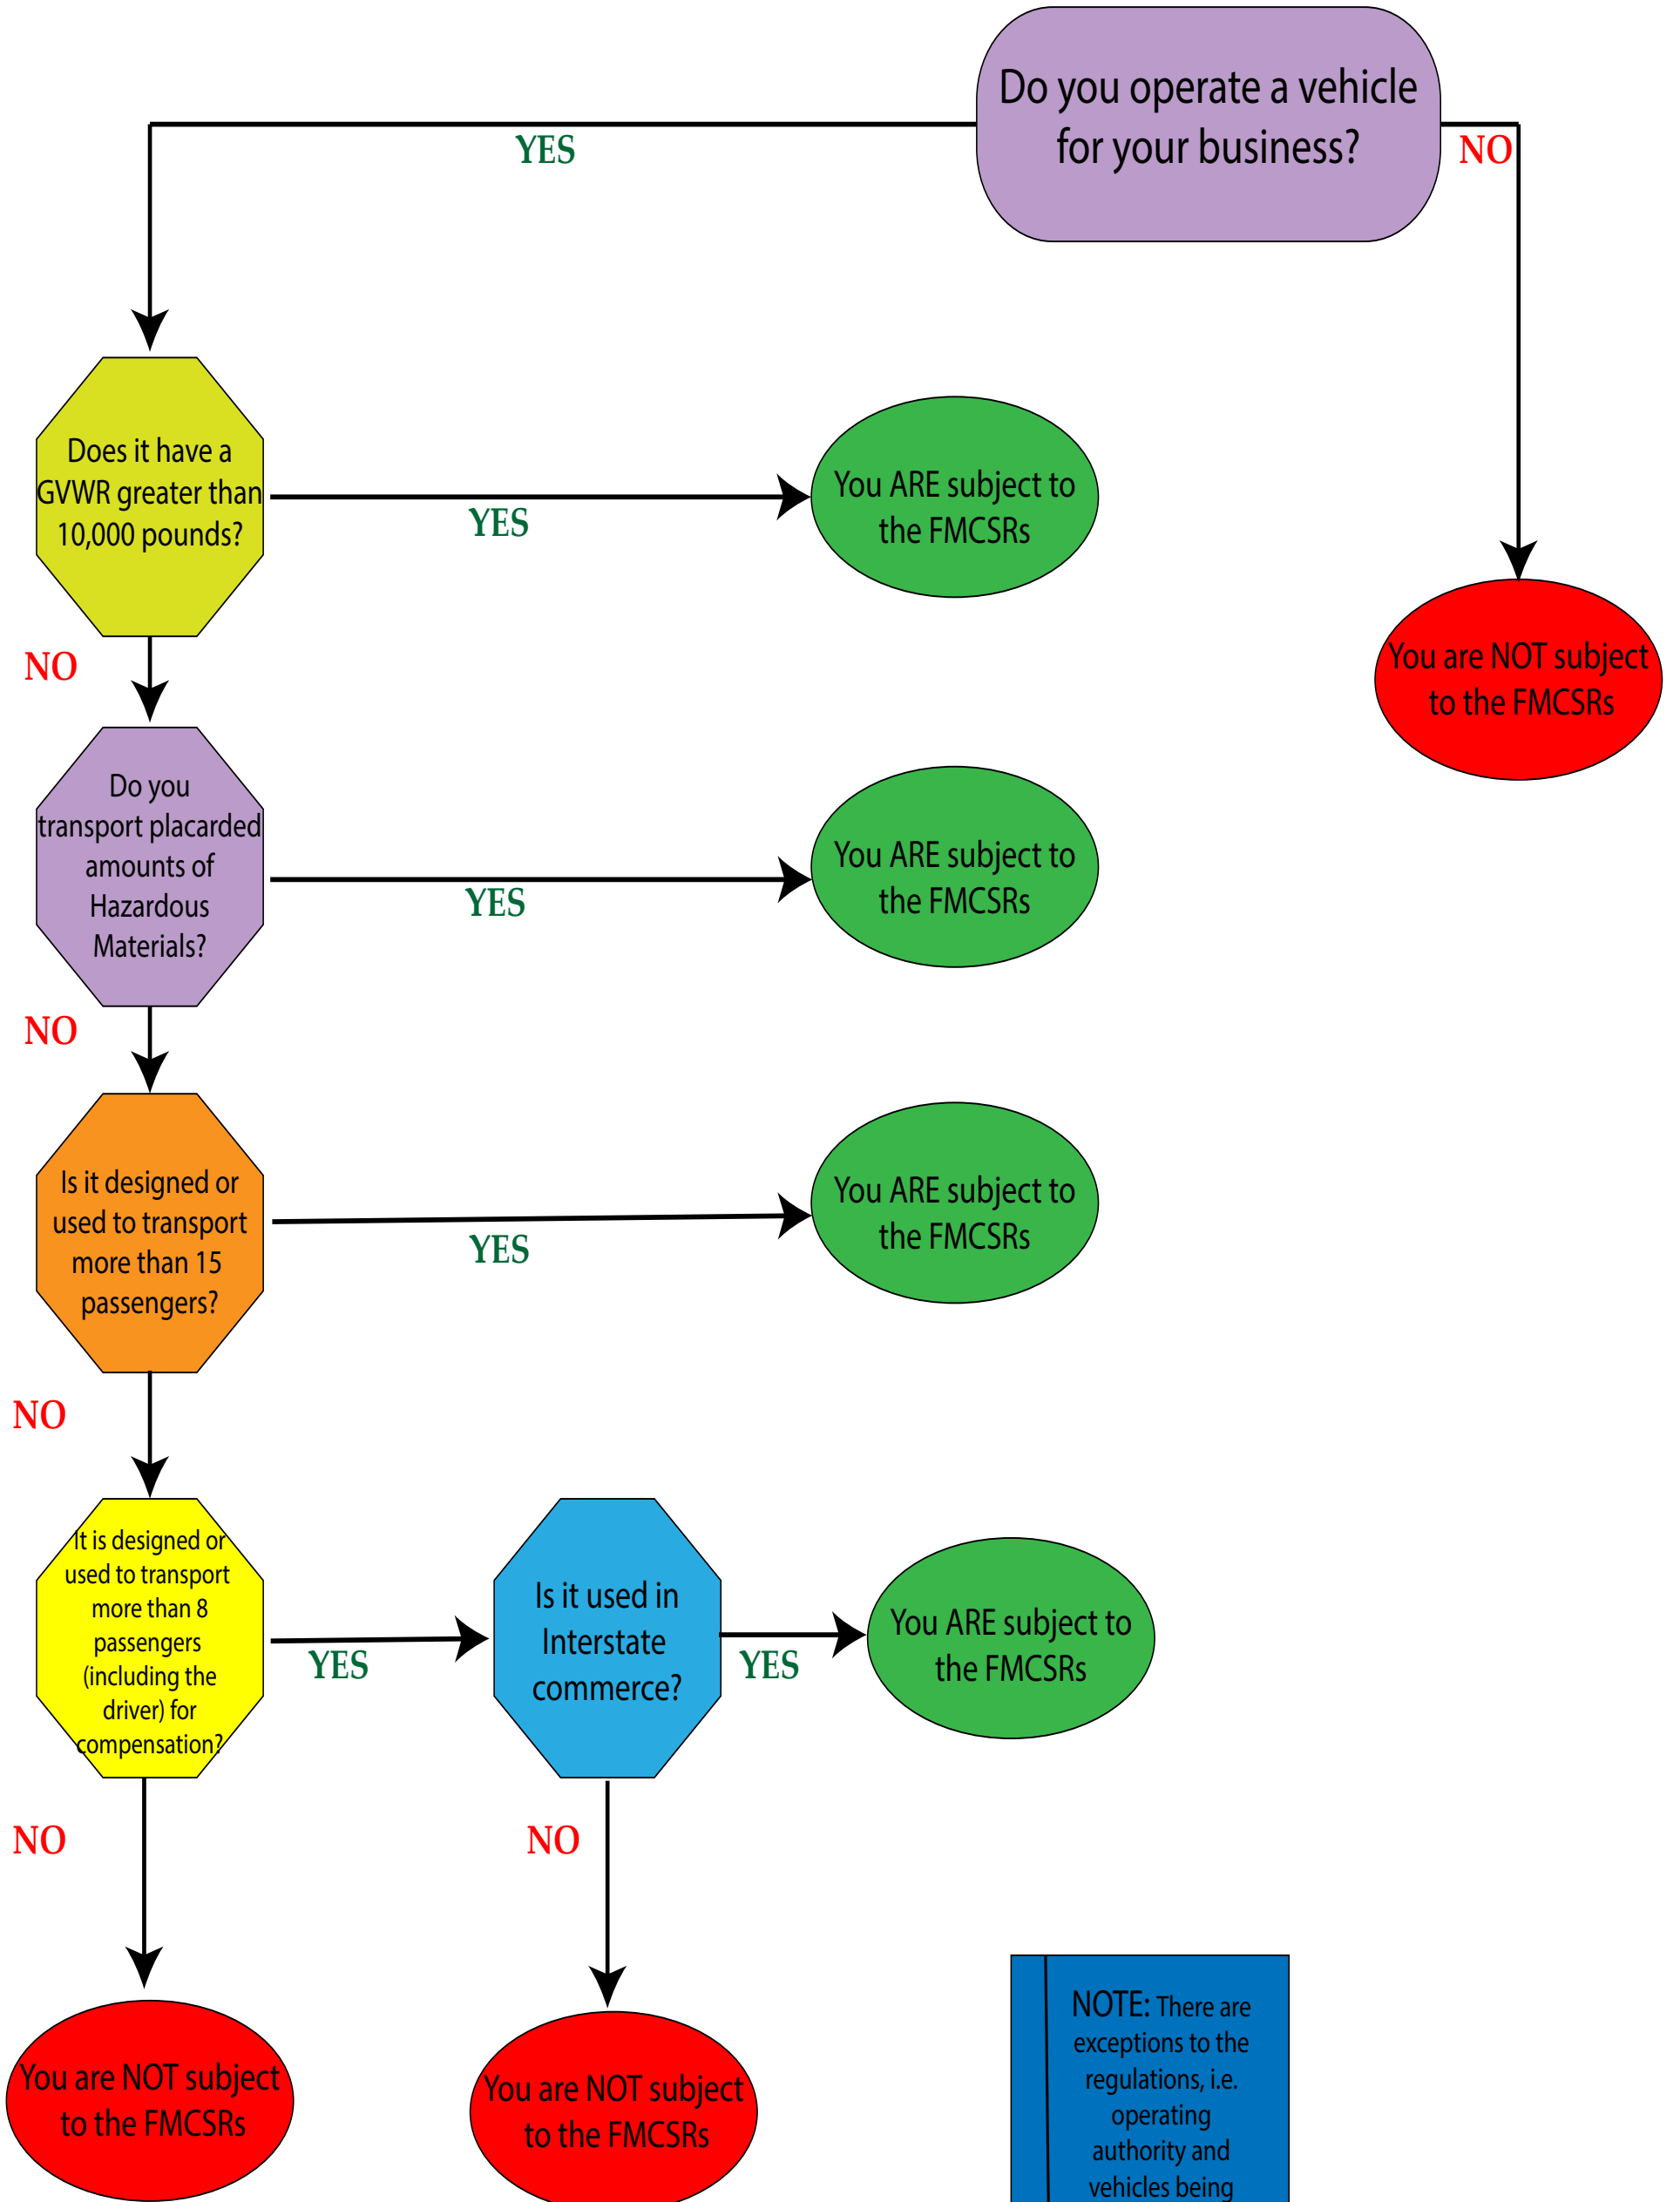 Do you operate a vehicle
for your business?
YES
NO
Does it have a
GVWR greater than
10,000 pounds?
YES
You ARE subject to
the FMCSRs
NO
You are NOT subject
to the FMCSRs
Do you
transport placarded
amounts of
Hazardous
Materials?
YES
You ARE subject to
the FMCSRs
NO
Is it designed or
used to transport
more than 15
passengers?
YES
You ARE subject to
the FMCSRs
NO
It is designed or
used to transport
more than 8
passengers
(including the
driver) for
compensation?
YES
Is it used in
Interstate
commerce?
YES
You ARE subject to
the FMCSRs
NO
NO
You are NOT subject
to the FMCSRs
You are NOT subject
to the FMCSRs
NOTE: There are
exceptions to the
regulations, i.e.
operating
authority and
vehicles being